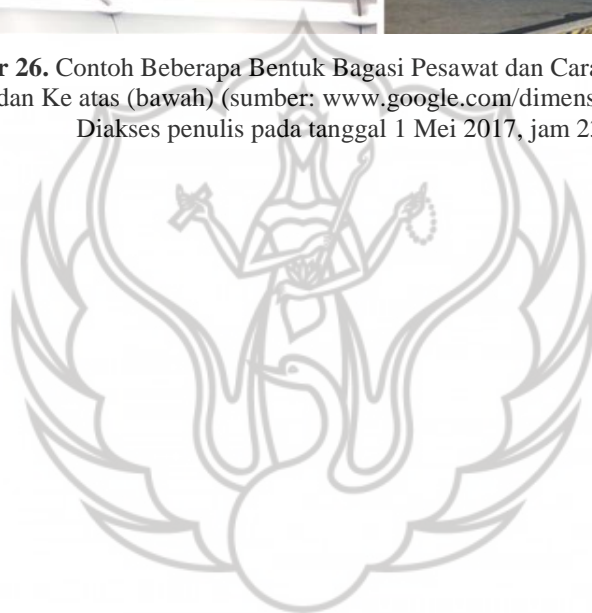 r 26. Contoh Beberapa Bentuk Bagasi Pesawat dan Cara
dan Ke atas (bawah) (sumber: www.google.com/dimens
Diakses penulis pada tanggal 1 Mei 2017, jam 2